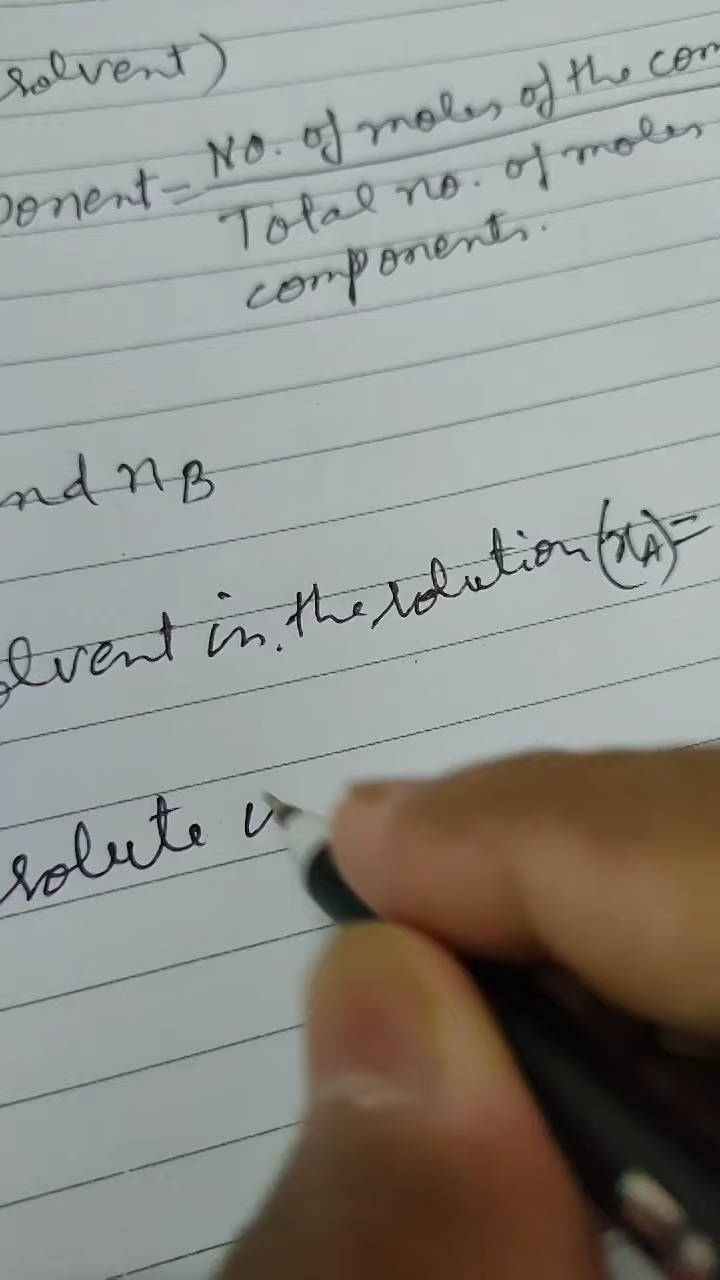 solvent)
ponent = No. of moles of the com
Total no. of moles
components.
nd nB
olvent in the solution (xA) =
solute